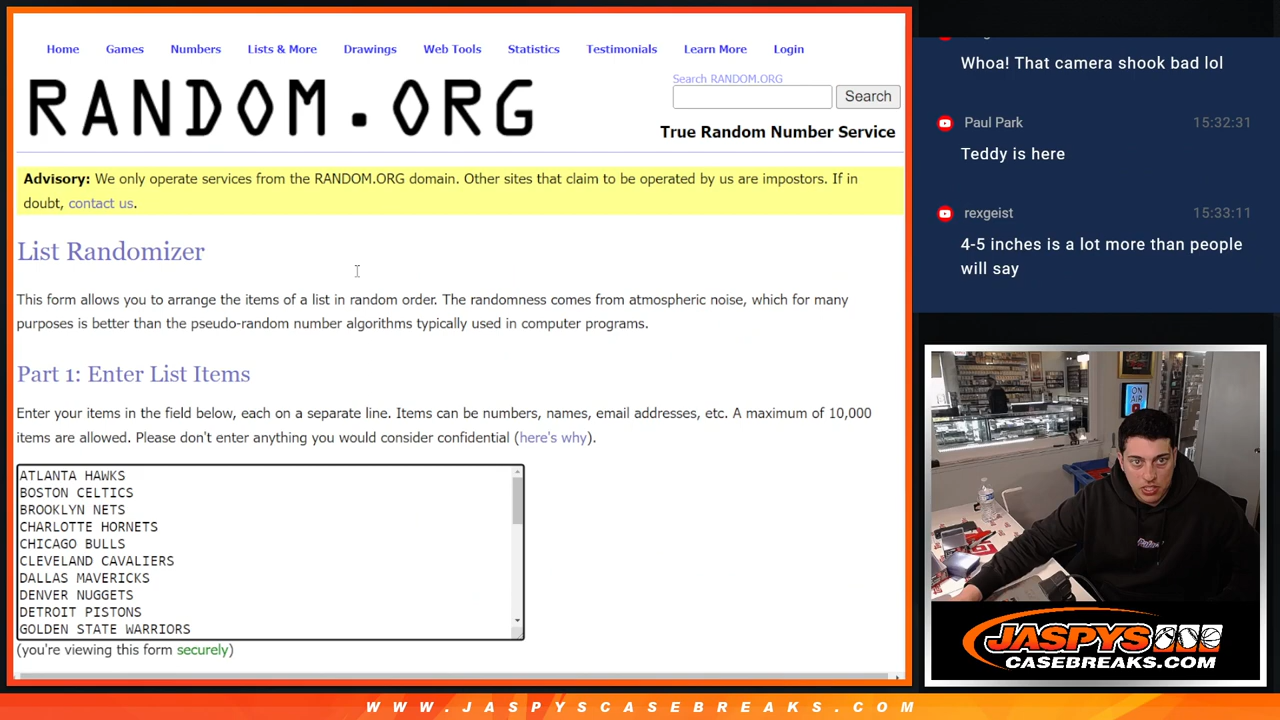 Home Games Numbers Lists & More Drawings Web Tools Statistics Testimonials Learn More Login
RANDOM.ORG
Search RANDOM.ORG
Search
True Random Number Service
Advisory: We only operate services from the RANDOM.ORG domain. Other sites that claim to be operated by us are impostors. If in
doubt, contact us.
List Randomizer
This form allows you to arrange the items of a list in random order. The randomness comes from atmospheric noise, which for many
purposes is better than the pseudo-random number algorithms typically used in computer programs.
Part 1: Enter List Items
Enter your items in the field below, each on a separate line. Items can be numbers, names, email addresses, etc. A maximum of 10,000
items are allowed. Please don't enter anything you would consider confidential (here's why).
ATLANTA HAWKS
BOSTON CELTICS
BROOKLYN NETS
CHARLOTTE HORNETS
CHICAGO BULLS
CLEVELAND CAVALIERS
DALLAS MAVERICKS
DENVER NUGGETS
DETROIT PISTONS
GOLDEN STATE WARRIORS
(you're viewing this form securely)
Whoa! That camera shook bad lol
Paul Park 15:32:31
Teddy is here
rexgeist 15:33:11
4-5 inches is a lot more than people
will say
ON
AIR
JASPYS
CASEBREAKS.COM
WWW.JASPYSCASEBREAKS.COM